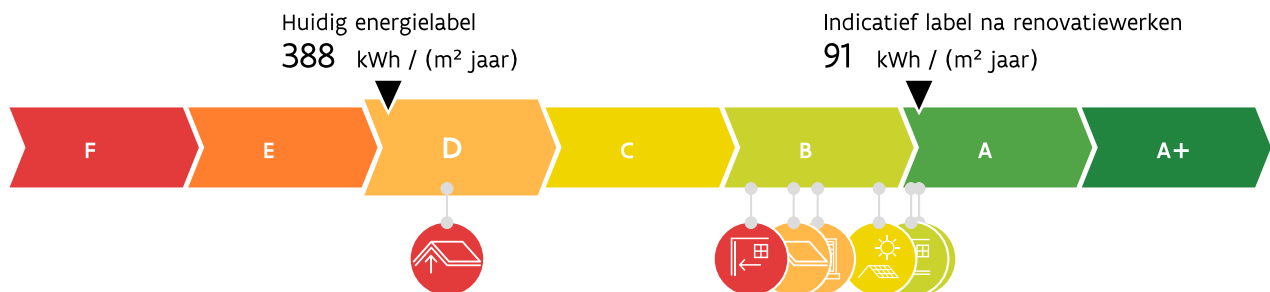 Huidig energielabel
388 kWh / (m² jaar)
Indicatief label na renovatiewerken
91 kWh / (m² jaar)
F E D C B A A+